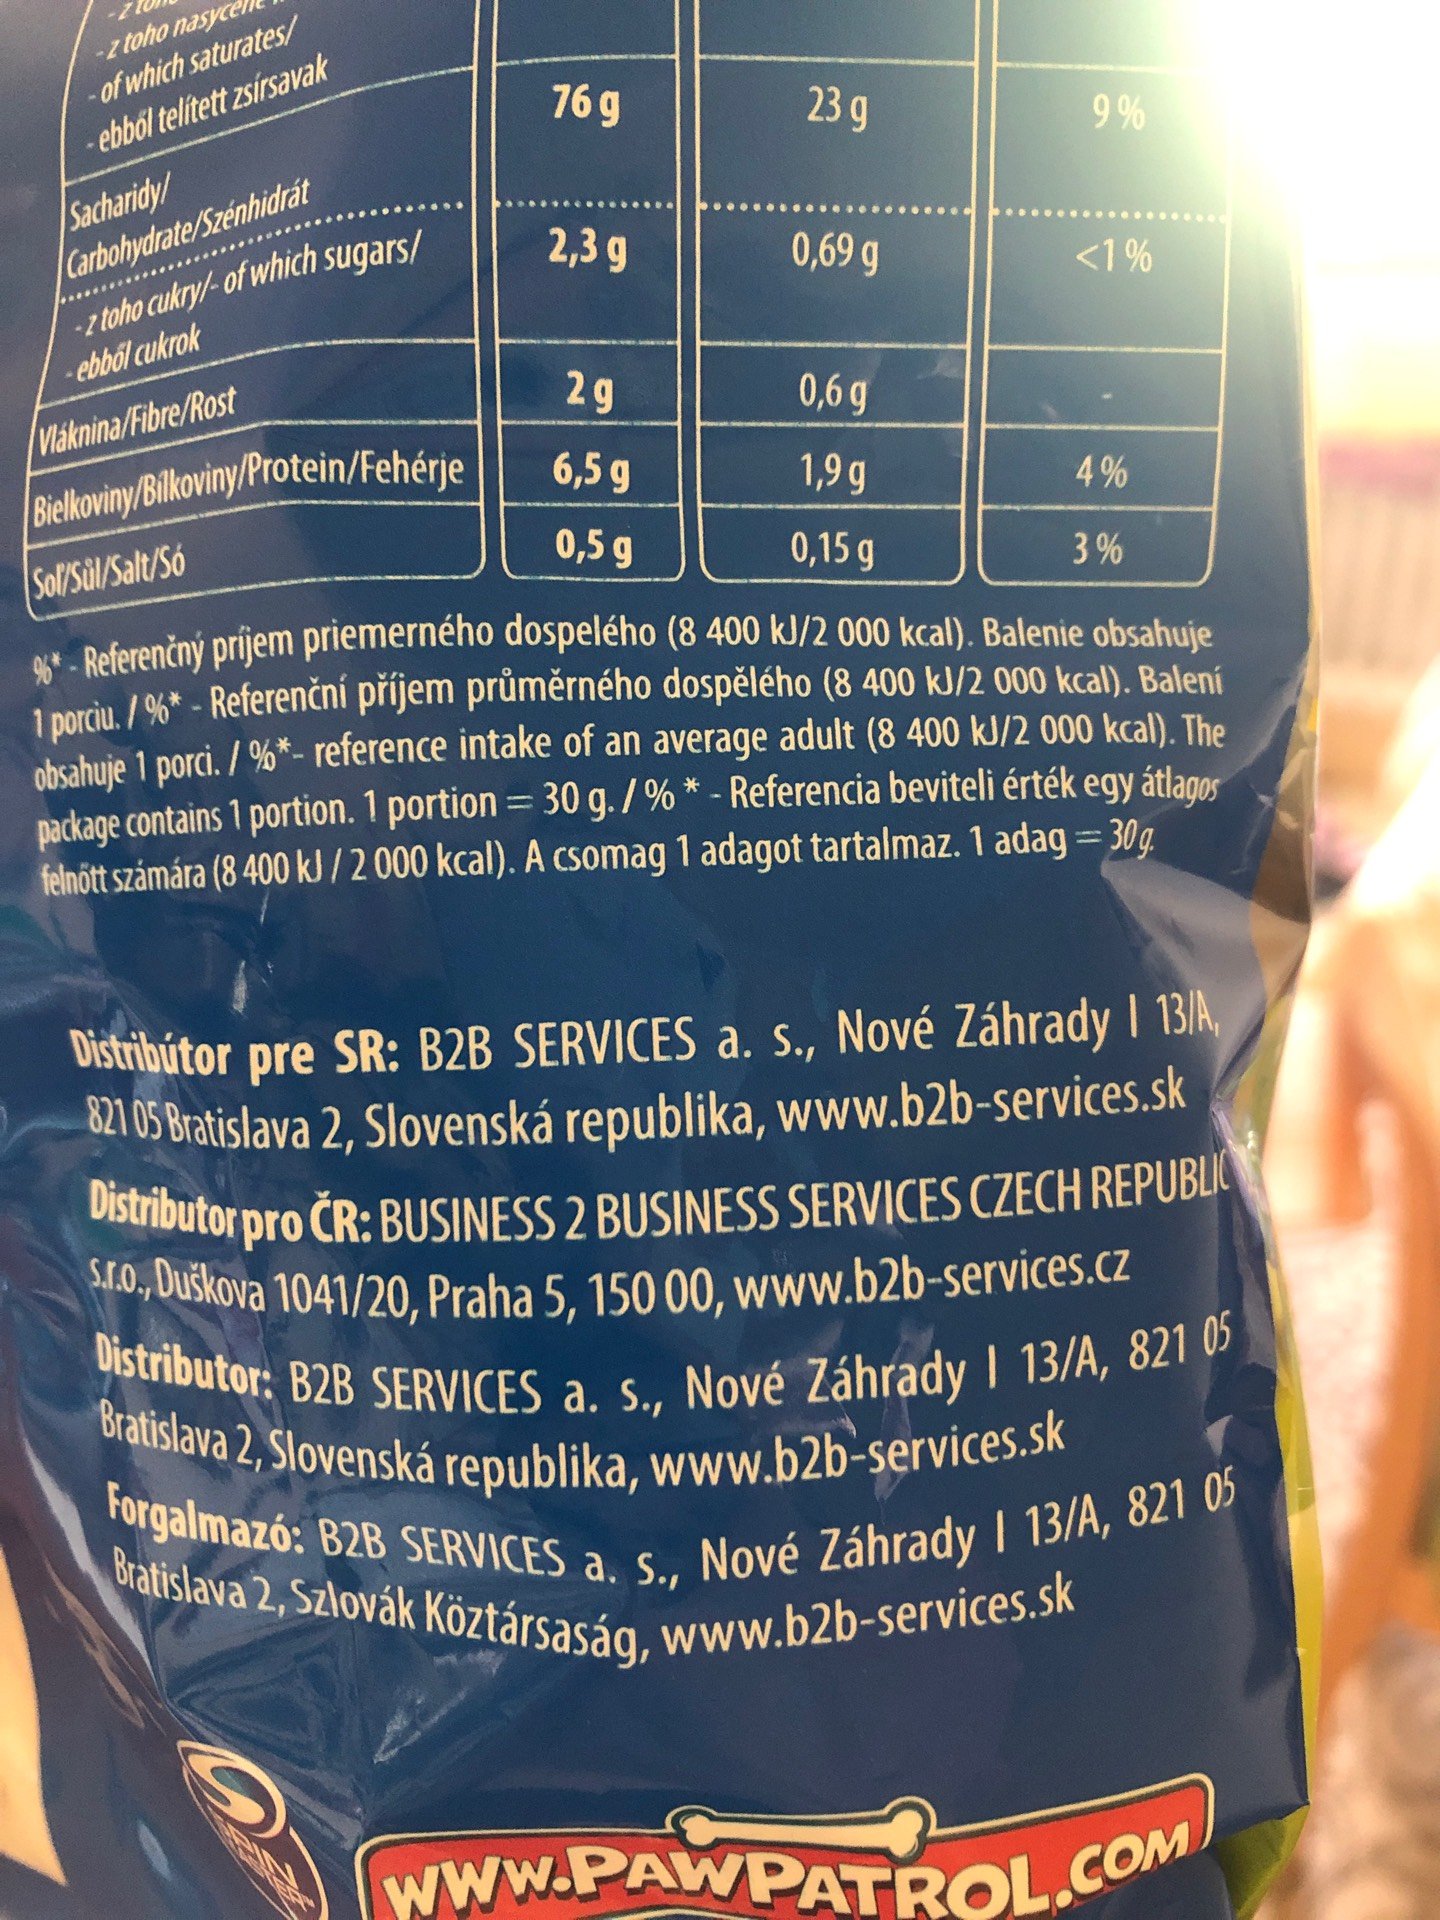 - z toho nasycené
- of which saturates/
- ebből telített zsírsavak
Sacharidy/
Carbohydrate/Szénhidrát 76 g 23 g 9 %
- z toho cukry/- of which sugars/
- ebből cukrok 2,3 g 0,69 g <1 %
Vláknina/Fibre/Rost 2 g 0,6 g -
Bielkoviny/Bílkoviny/Protein/Fehérje 6,5 g 1,9 g 4 %
Soľ/Sůl/Salt/Só 0,5 g 0,15 g 3 %
%* - Referenčný príjem priemerného dospelého (8 400 kJ/2 000 kcal). Balenie obsahuje
1 porciu. / %* - Referenční příjem průměrného dospělého (8 400 kJ/2 000 kcal). Balení
obsahuje 1 porci. / %*- reference intake of an average adult (8 400 kJ/2 000 kcal). The
package contains 1 portion. 1 portion = 30 g. / % * - Referencia beviteli érték egy átlagos
felnőtt számára (8 400 kJ / 2 000 kcal). A csomag 1 adagot tartalmaz. 1 adag = 30 g.
Distribútor pre SR: B2B SERVICES a. s., Nové Záhrady I 13/A,
821 05 Bratislava 2, Slovenská republika, www.b2b-services.sk
Distributor pro ČR: BUSINESS 2 BUSINESS SERVICES CZECH REPUBLIC
s.r.o., Duškova 1041/20, Praha 5, 150 00, www.b2b-services.cz
Distributor: B2B SERVICES a. s., Nové Záhrady I 13/A, 821 05
Bratislava 2, Slovenská republika, www.b2b-services.sk
Forgalmazó: B2B SERVICES a. s., Nové Záhrady I 13/A, 821 05
Bratislava 2, Szlovák Köztársaság, www.b2b-services.sk
WWW.PAWPATROL.COM